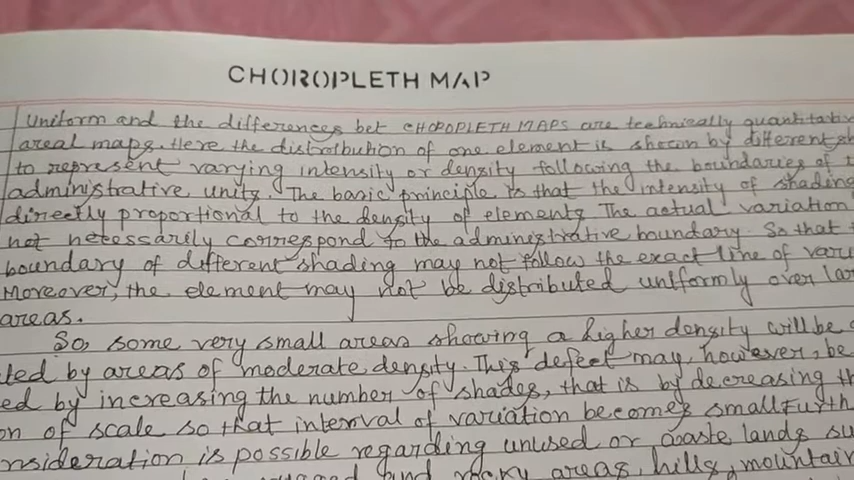 CHOROPLETH MAP
Uniform and the differences bet CHOROPLETH MAPS are technically quantitative
areal maps. Here the distribution of one element is shown by different sh
to represent varying intensity or density following the boundaries of t
administrative units. The basic principle is that the intensity of shading
directly proportional to the density of elements The actual variation
not necessarily correspond to the administrative boundary. So that t
boundary of different shading may not follow the exact line of vari
Moreover, the element may not be distributed uniformly over lar
areas.
So, some very small areas showing a higher density will be
ted by areas of moderate density. This defect may, however, be
ed by increasing the number of shades, that is by decreasing th
on of scale so that interval of variation becomes small Furth
nsideration is possible regarding unused or waste lands su
and rocky areas, hills, mountain